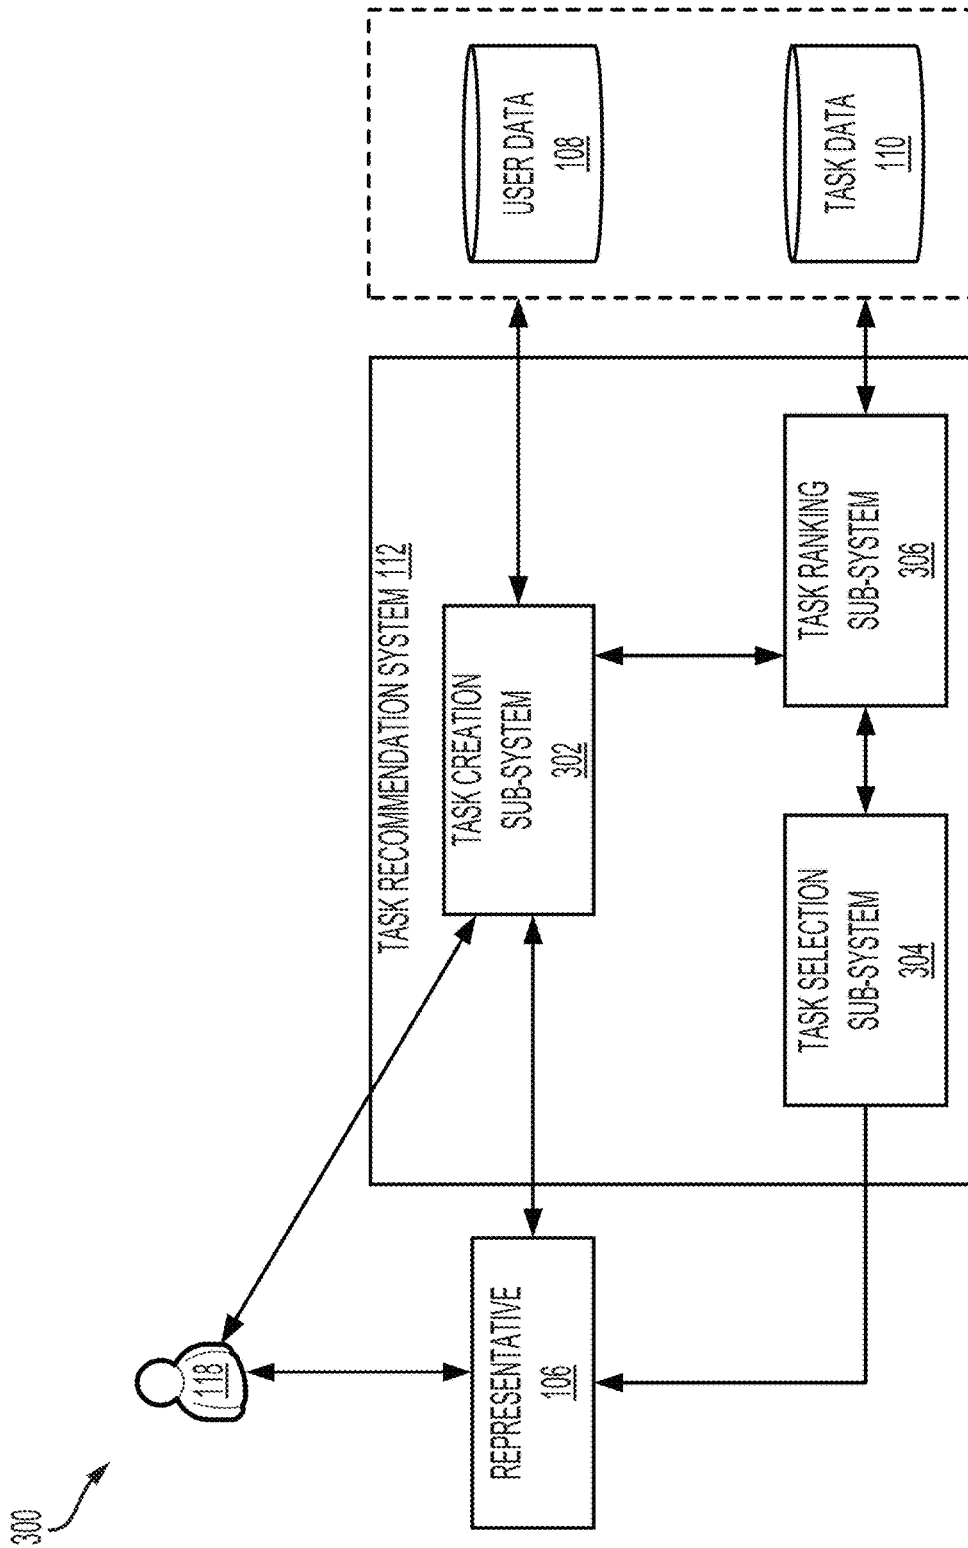 300
118
REPRESENTATIVE
106
TASK RECOMMENDATION SYSTEM 112
TASK CREATION
SUB-SYSTEM
302
TASK SELECTION
SUB-SYSTEM
304
TASK RANKING
SUB-SYSTEM
306
USER DATA
108
TASK DATA
110